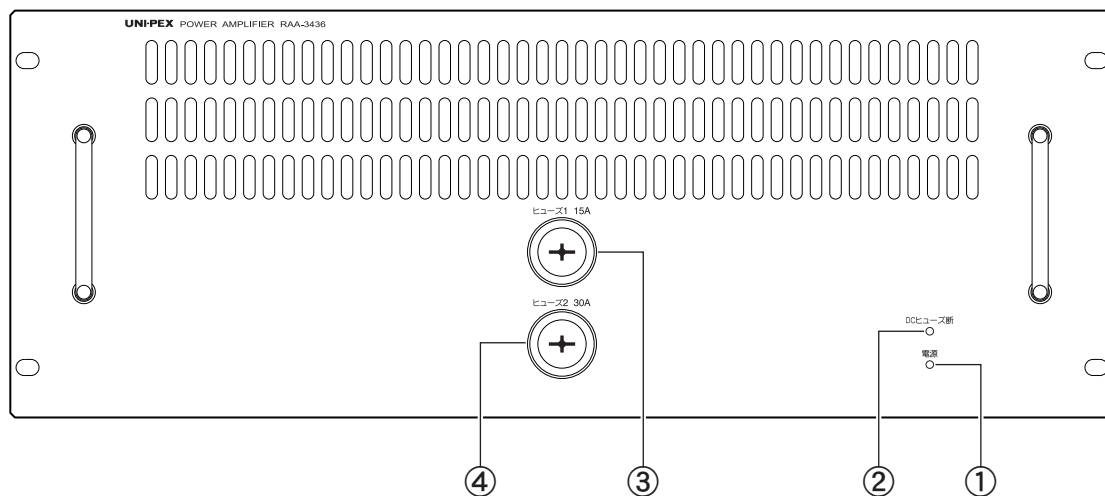 UNI-PEX POWER AMPLIFIER RAA-3436
ヒューズ1 15A
ヒューズ2 30A
DCヒューズ断
電源
④ ③ ② ①